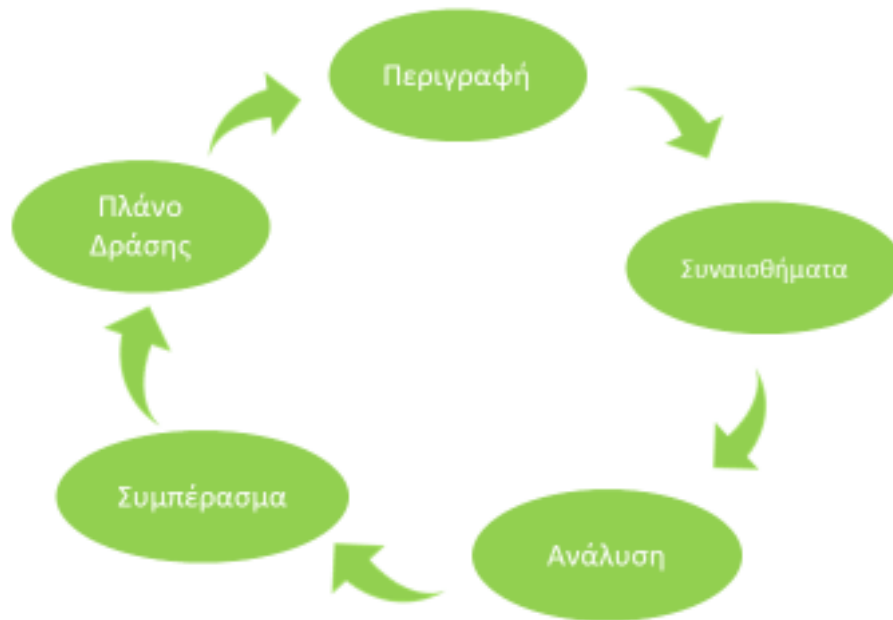 Περιγραφή
Συναισθήματα
Ανάλυση
Συμπέρασμα
Πλάνο
Δράσης